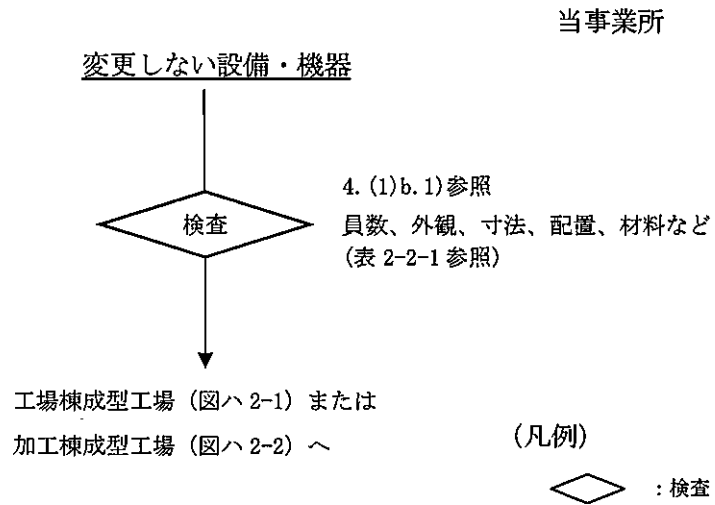 当事業所
変更しない設備・機器
検査
4. (1)b. 1)参照
員数、外観、寸法、配置、材料など
(表 2-2-1 参照)
工場棟成型工場（図ハ 2-1）または
加工棟成型工場（図ハ 2-2）へ
(凡例)
：検査